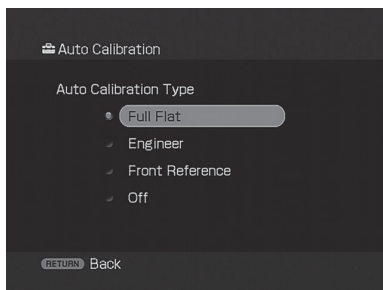 Auto Calibration
Auto Calibration Type
Full Flat
Engineer
Front Reference
Off
RETURN Back